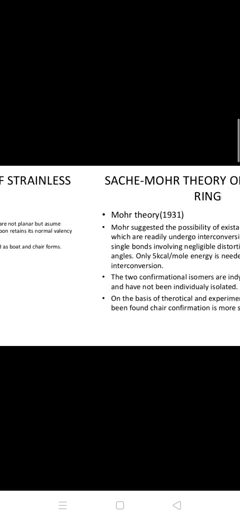 F STRAINLESS
are not planar but asume
bon retains its normal valency
d as boat and chair forms.
SACHE-MOHR THEORY O
RING
• Mohr theory(1931)
• Mohr suggested the possibility of exista
which are readily undergo interconversi
single bonds involving negligible distorti
angles. Only 5kcal/mole energy is neede
interconversion.
• The two confirmational isomers are indy
and have not been individualy isolated.
• On the basis of therotical and experime
been found chair confirmation is more s